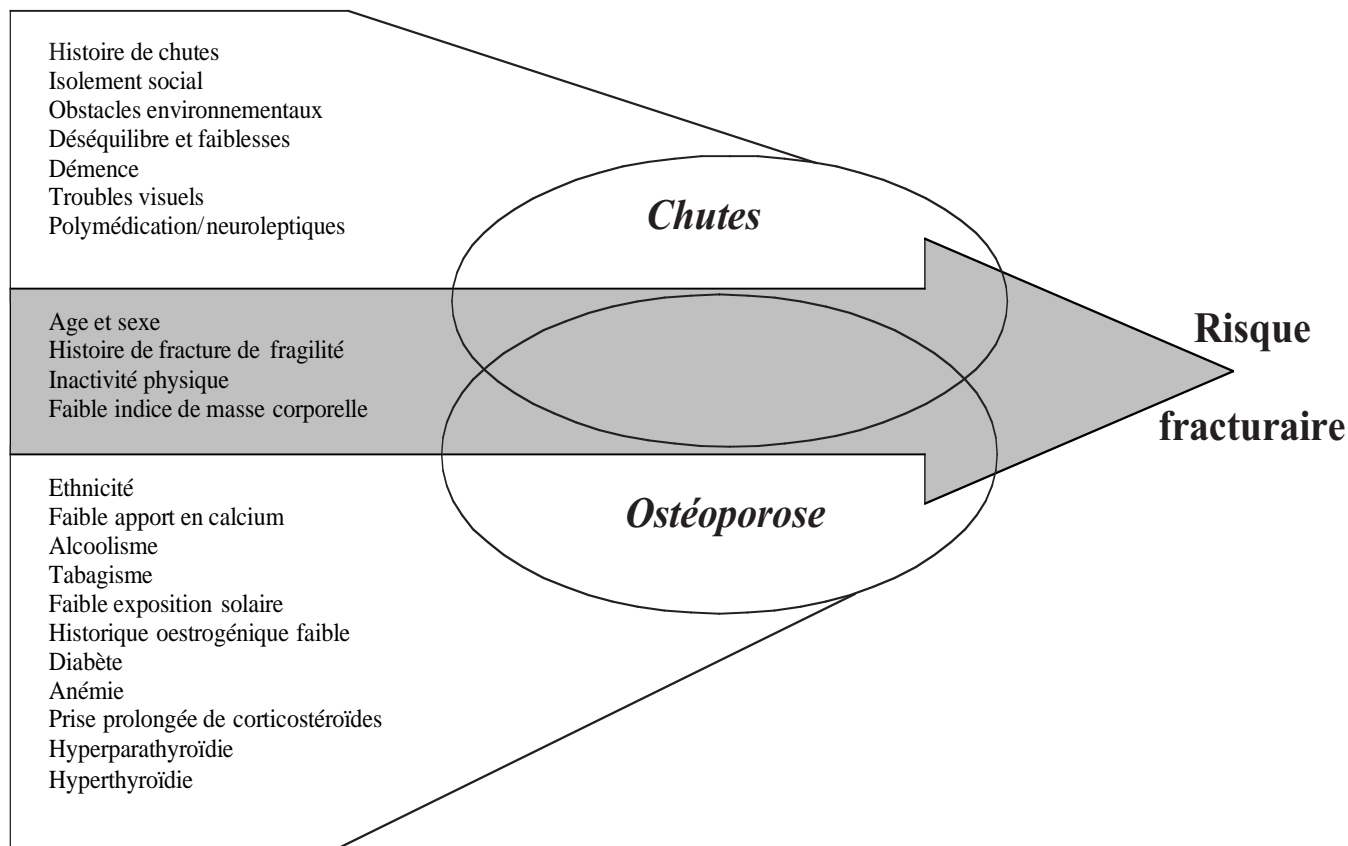 Histoire de chutes
Isolement social
Obstacles environnementaux
Déséquilibre et faiblesses
Démence
Troubles visuels
Polymédication/neuroleptiques
Chutes
Age et sexe
Histoire de fracture de fragilité
Inactivité physique
Faible indice de masse corporelle
Risque
fracturaire
Ethnicité
Faible apport en calcium
Alcoolisme
Tabagisme
Faible exposition solaire
Historique oestrogénique faible
Diabète
Anémie
Prise prolongée de corticostéroïdes
Hyperparathyroïdie
Hyperthyroïdie
Ostéoporose